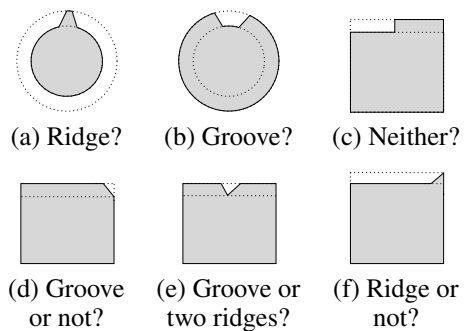 (a) Ridge?
(b) Groove?
(c) Neither?
(d) Groove
or not?
(e) Groove or
two ridges?
(f) Ridge or
not?